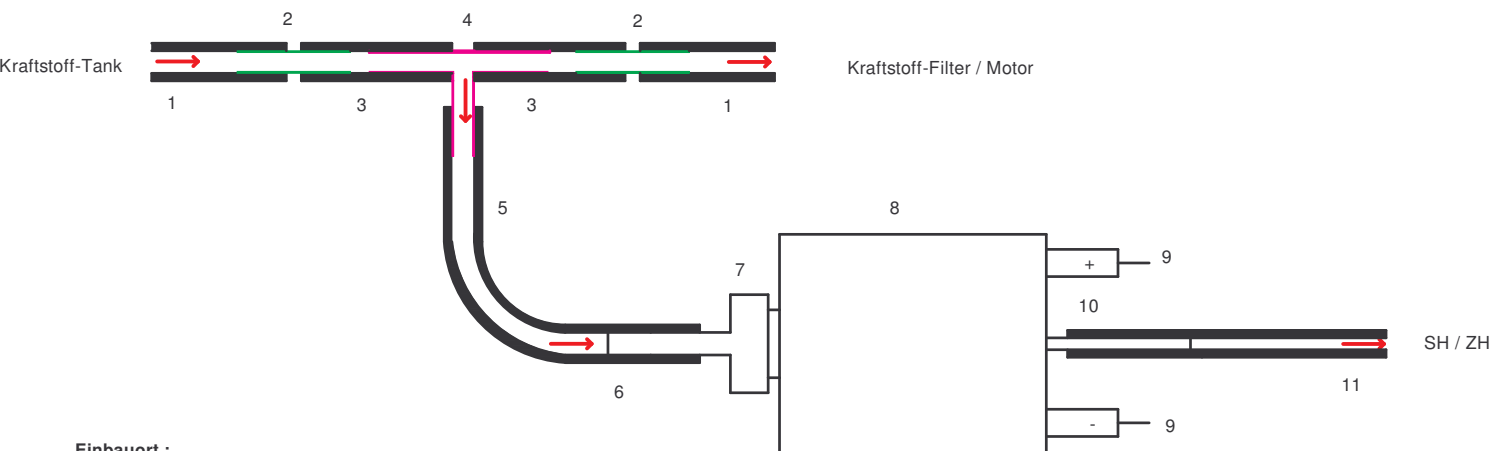 2 4 2
Kraftstoff-Tank
Kraftstoff-Filter / Motor
1 3 3 1
5
8
7
+ 9
10
SH / ZH
6
11
- 9
Einbauort :